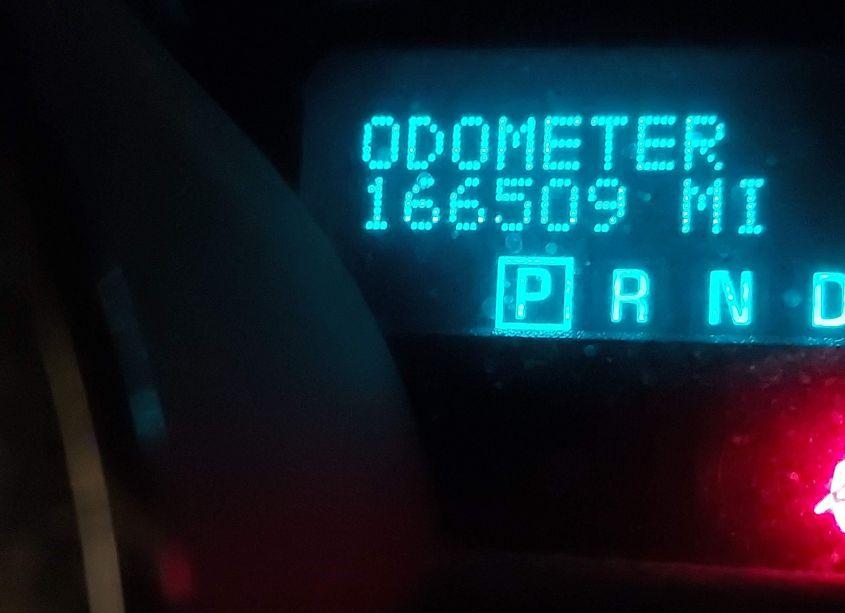 ODOMETER
166509 MI
P R N D